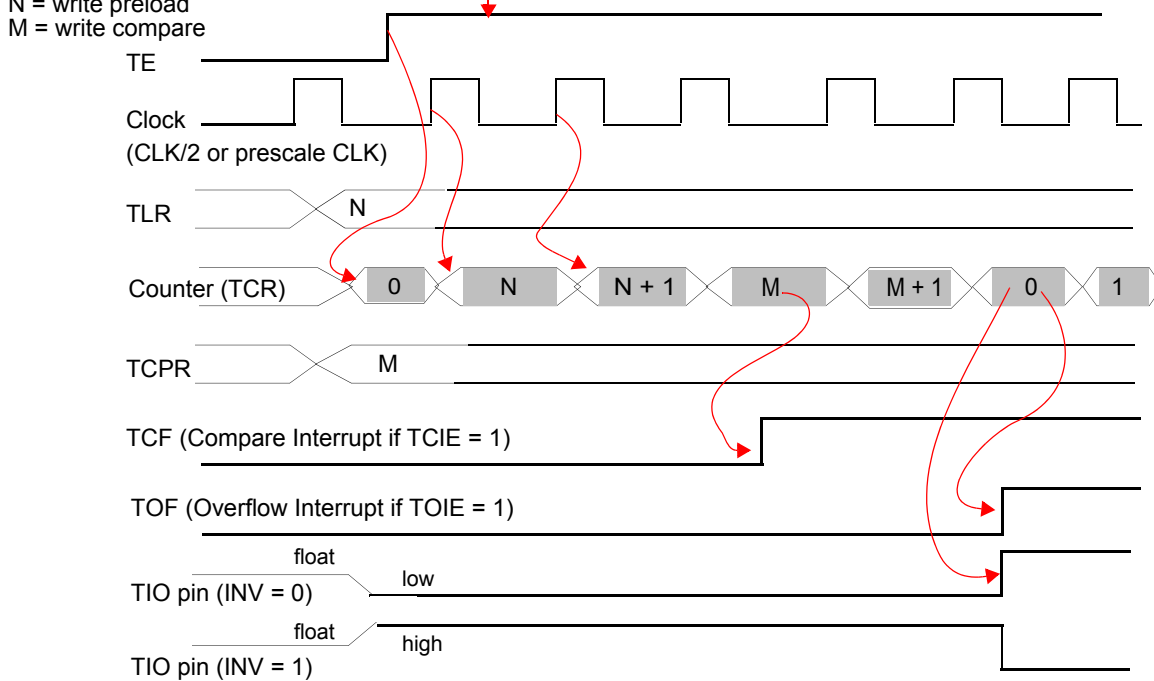 N = write preload
M = write compare
TE
Clock
(CLK/2 or prescale CLK)
TLR N
Counter (TCR) 0 N N + 1 M M + 1 0 1
TCPR M
TCF (Compare Interrupt if TCIE = 1)
TOF (Overflow Interrupt if TOIE = 1)
float
TIO pin (INV = 0) low
float
high
TIO pin (INV = 1)